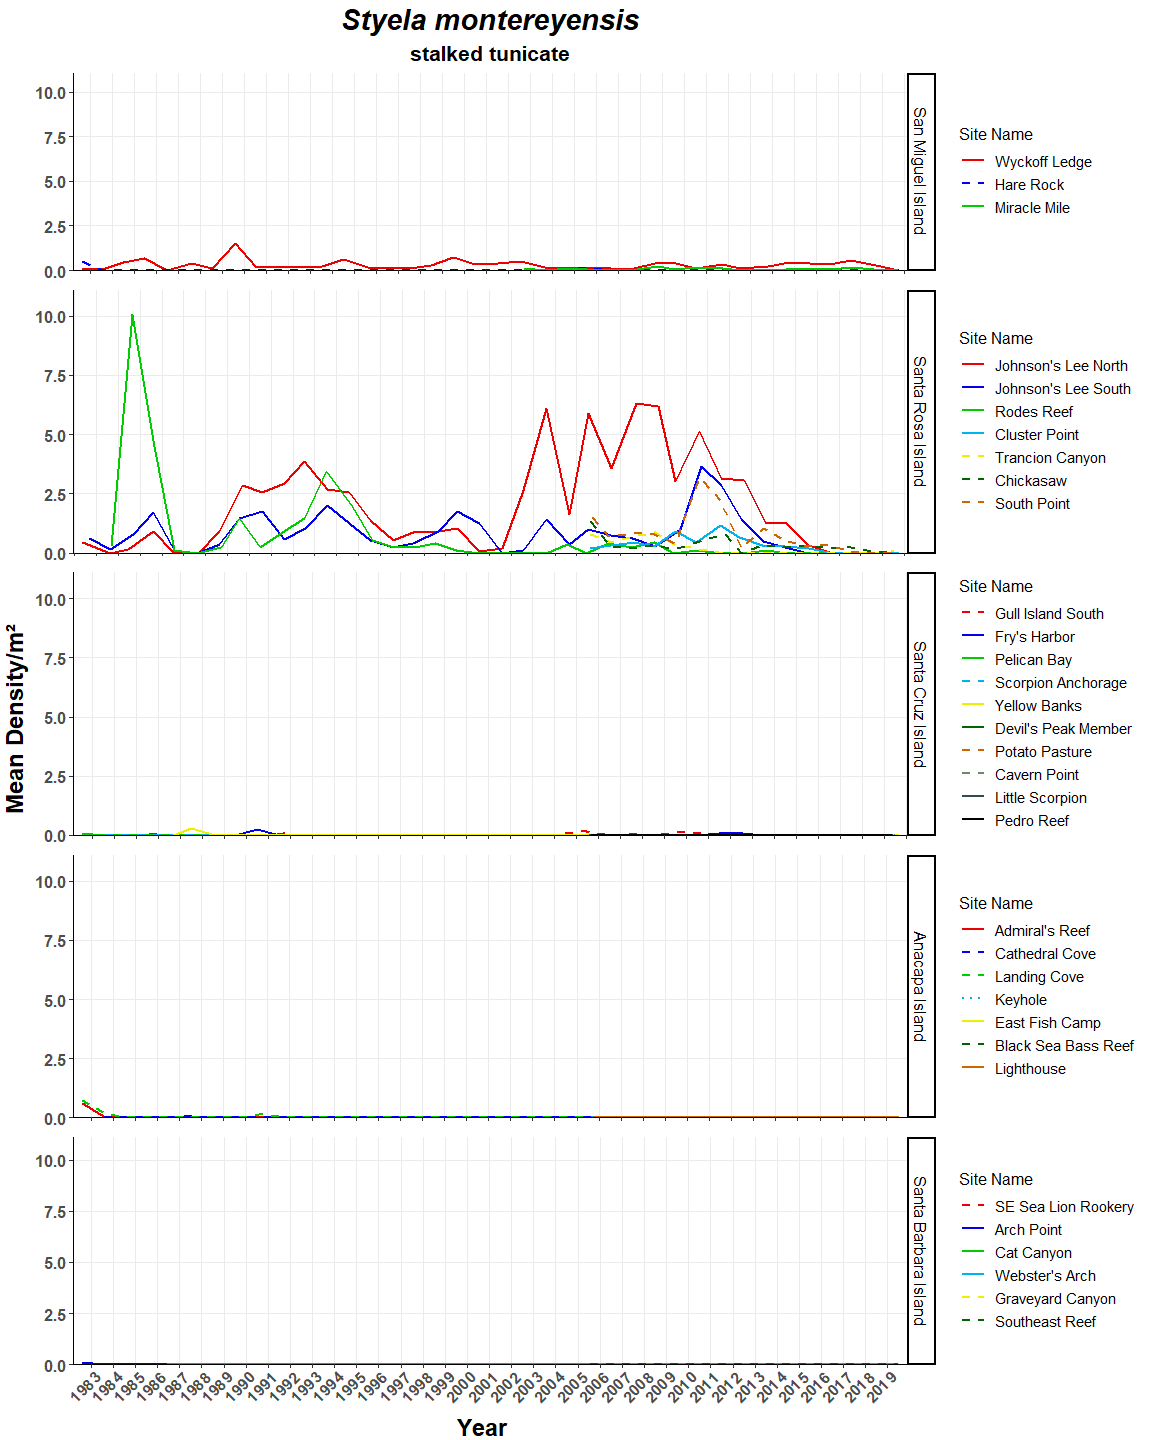 Styela montereyensis
stalked tunicate
Mean Density/m²
10.0
7.5
5.0
2.5
0.0
San Miguel Island
Site Name
Wyckoff Ledge
Hare Rock
Miracle Mile
10.0
7.5
5.0
2.5
0.0
Santa Rosa Island
Site Name
Johnson's Lee North
Johnson's Lee South
Rodes Reef
Cluster Point
Trancion Canyon
Chickasaw
South Point
10.0
7.5
5.0
2.5
0.0
Santa Cruz Island
Site Name
Gull Island South
Fry's Harbor
Pelican Bay
Scorpion Anchorage
Yellow Banks
Devil's Peak Member
Potato Pasture
Cavern Point
Little Scorpion
Pedro Reef
10.0
7.5
5.0
2.5
0.0
Anacapa Island
Site Name
Admiral's Reef
Cathedral Cove
Landing Cove
Keyhole
East Fish Camp
Black Sea Bass Reef
Lighthouse
10.0
7.5
5.0
2.5
0.0
Santa Barbara Island
Site Name
SE Sea Lion Rookery
Arch Point
Cat Canyon
Webster's Arch
Graveyard Canyon
Southeast Reef
1983 1984 1985 1986 1987 1988 1989 1990 1991 1992 1993 1994 1995 1996 1997 1998 1999 2000 2001 2002 2003 2004 2005 2006 2007 2008 2009 2010 2011 2012 2013 2014 2015 2016 2017 2018 2019
Year